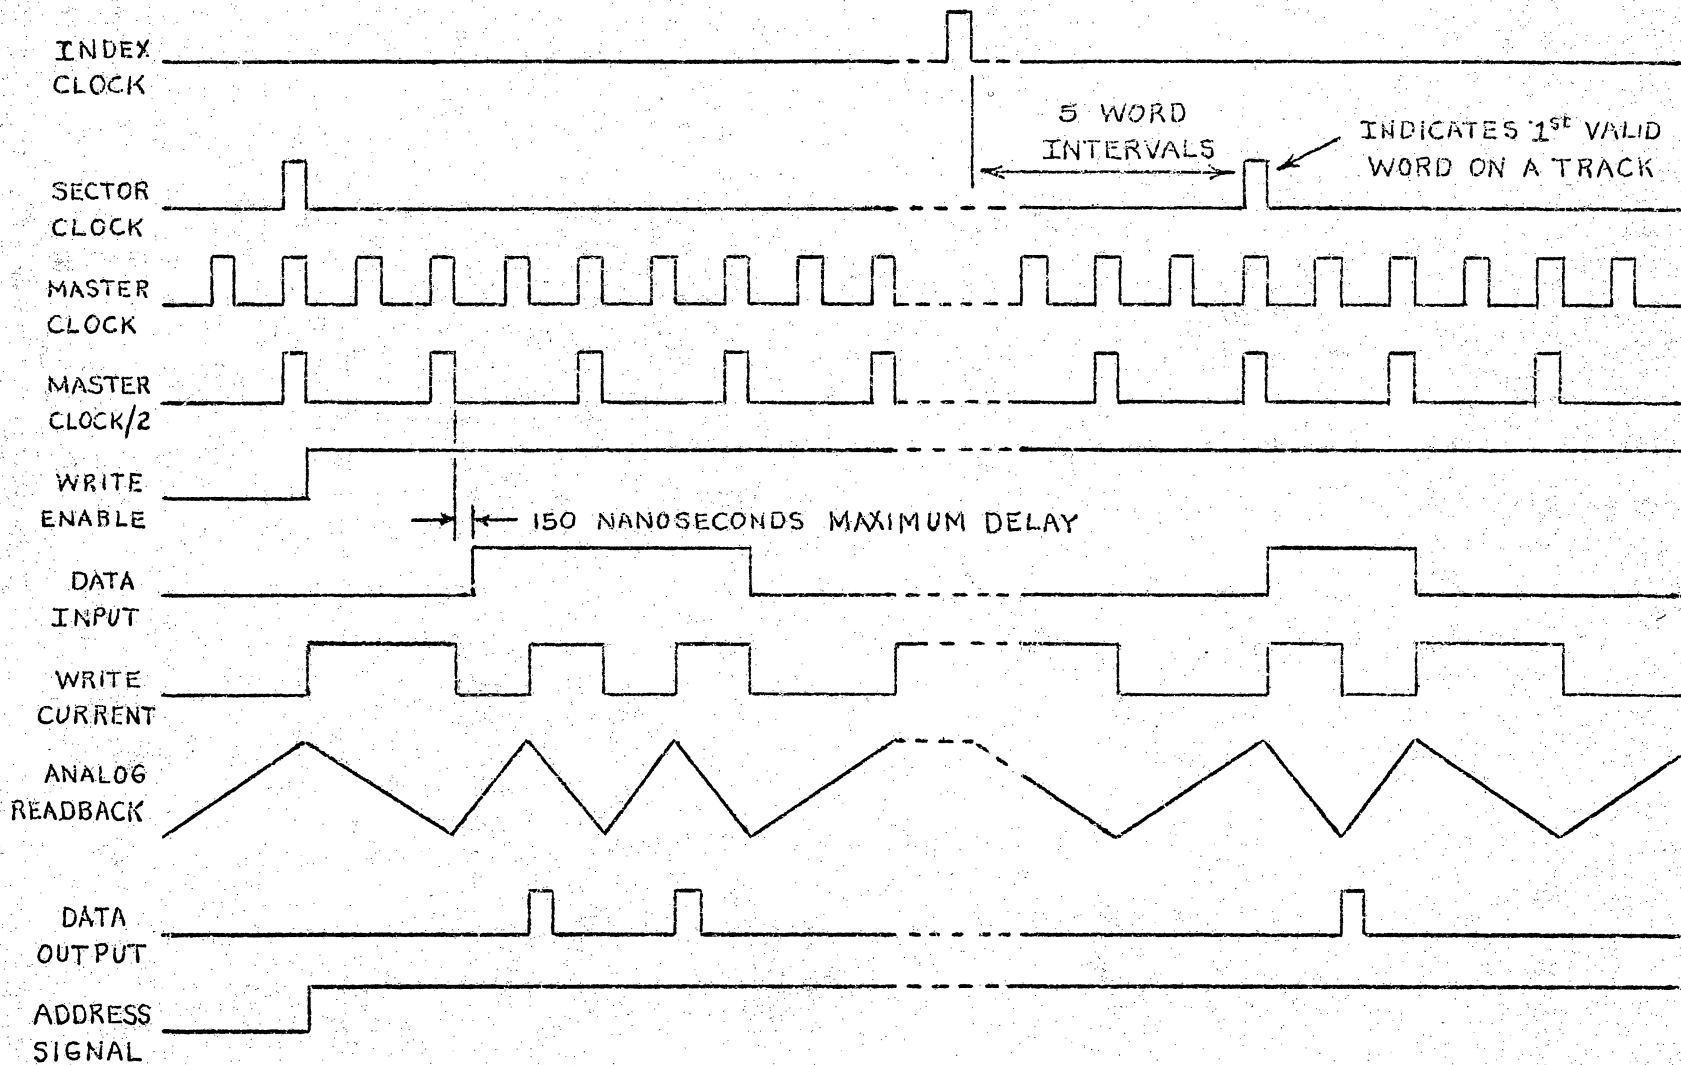 INDEX
CLOCK
5 WORD
INTERVALS
INDICATES 1st VALID
WORD ON A TRACK
SECTOR
CLOCK
MASTER
CLOCK
MASTER
CLOCK/2
WRITE
ENABLE
150 NANOSECONDS MAXIMUM DELAY
DATA
INPUT
WRITE
CURRENT
ANALOG
READBACK
DATA
OUTPUT
ADDRESS
SIGNAL